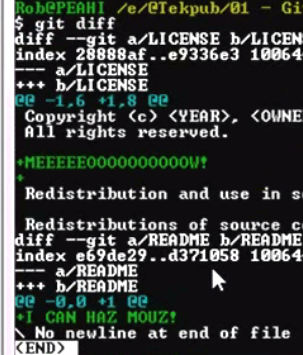 Rob@PEAHI /e/@Tekpub/01 - Gi
$ git diff
diff --git a/LICENSE b/LICENS
index 28888af..e9336e3 10064
--- a/LICENSE
+++ b/LICENSE
@@ -1,6 +1,8 @@
 Copyright (c) <YEAR>, <OWNE
 All rights reserved.

+MEEEEEOOOOOOOOOOW!
+
 Redistribution and use in s

 Redistributions of source c
diff --git a/README b/README
index e69de29..d371058 10064
--- a/README
+++ b/README
@@ -0,0 +1 @@
+I CAN HAZ MOUZ!
\ No newline at end of file
<END>